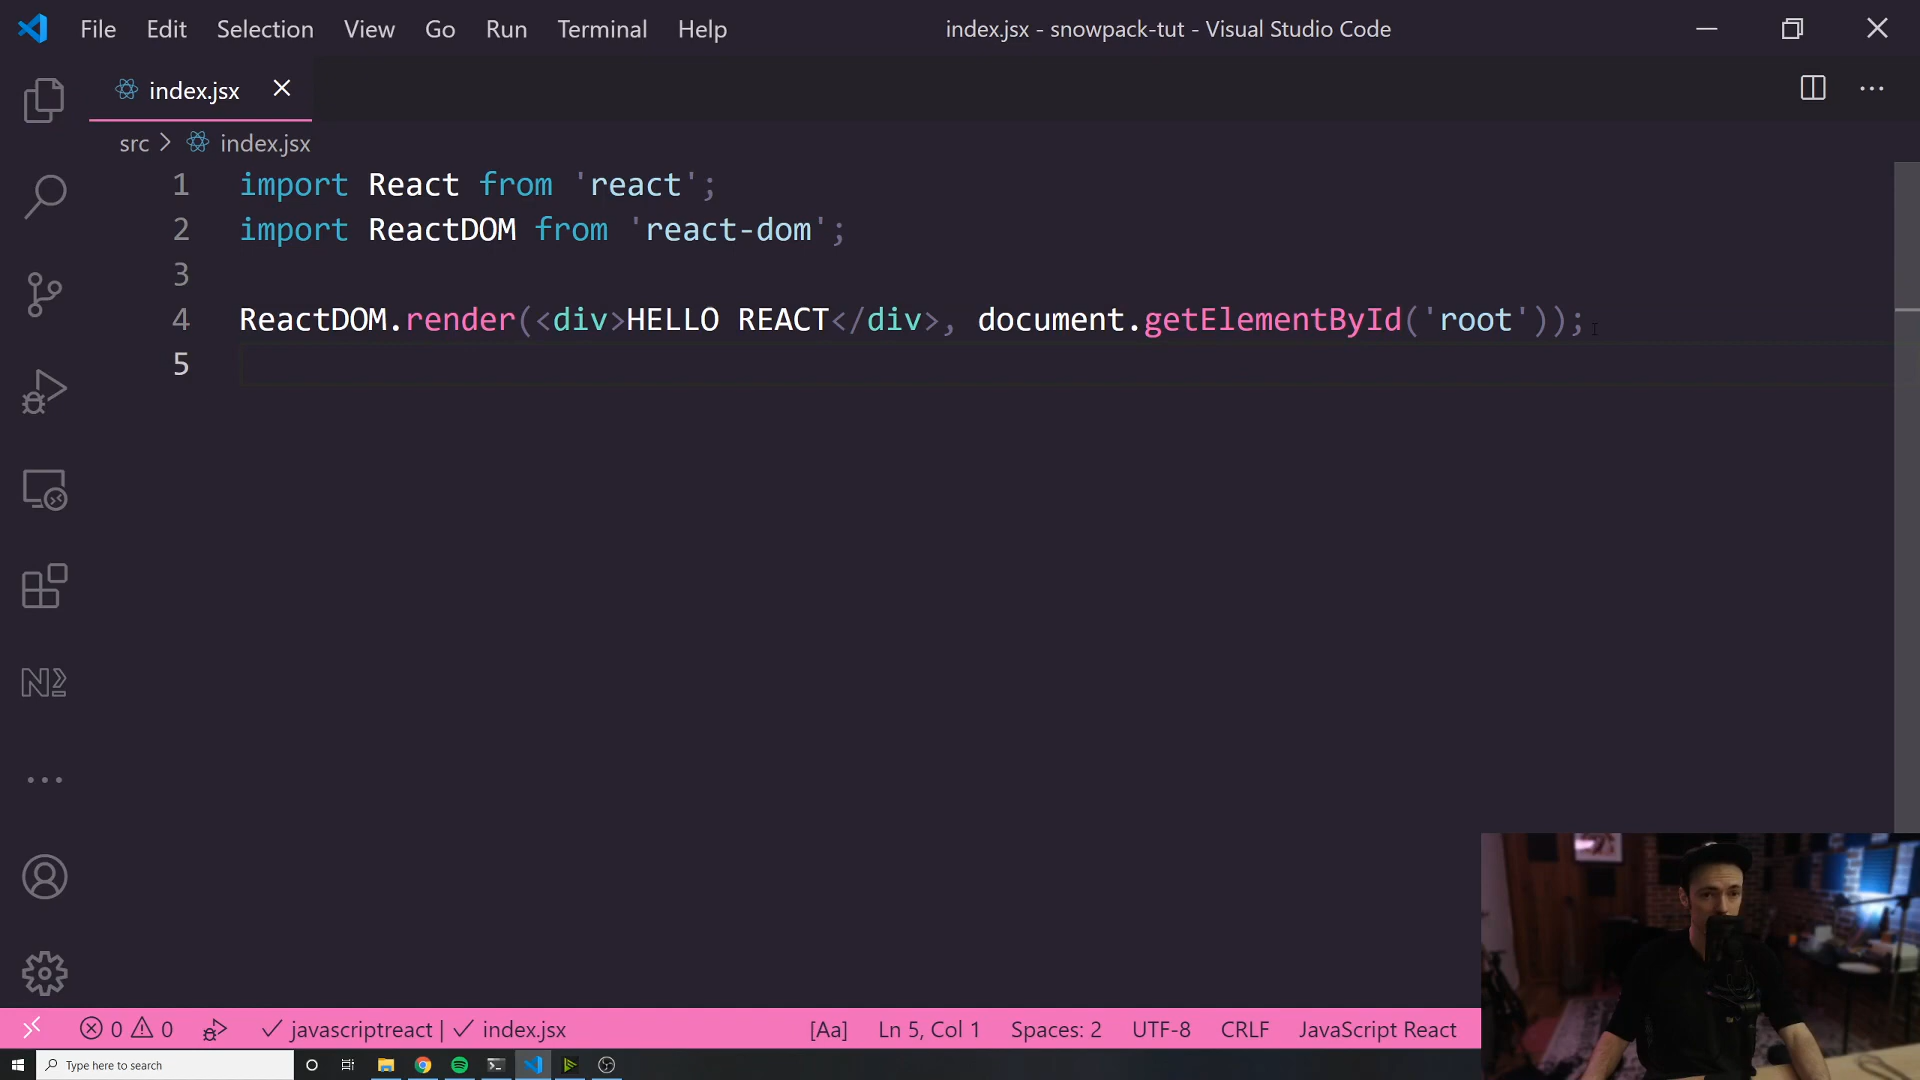 File Edit Selection View Go Run Terminal Help index.jsx - snowpack-tut - Visual Studio Code
index.jsx
src > index.jsx
1 import React from 'react';
2 import ReactDOM from 'react-dom';
3
4 ReactDOM.render(<div>HELLO REACT</div>, document.getElementById('root'));
5
0 0 javascriptreact | index.jsx [Aa] Ln 5, Col 1 Spaces: 2 UTF-8 CRLF JavaScript React
Type here to search